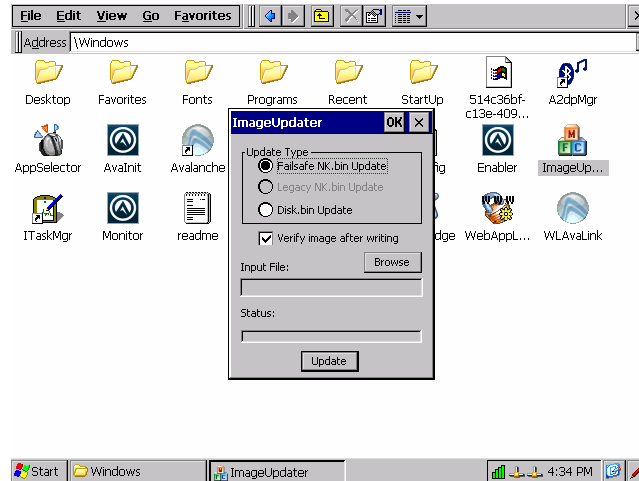 File Edit View Go Favorites
Address \Windows
Desktop Favorites Fonts Programs Recent StartUp 514c36bf-c13e-409... A2dpMgr
AppSelector AvaInit Avalanche Enabler ImageUp...
ITaskMgr Monitor readme WebAppL... WLAvaLink
ImageUpdater OK
Update Type
Failsafe NK.bin Update
Legacy NK.bin Update
Disk.bin Update
Verify image after writing
Input File: Browse
Status:
Update
Start Windows ImageUpdater 4:34 PM